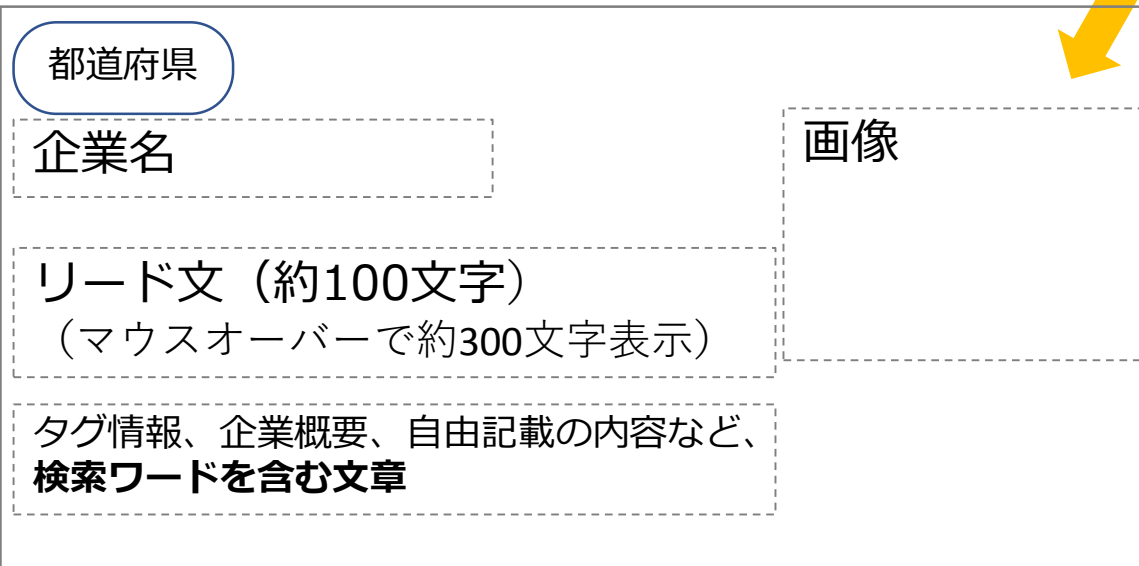 都道府県
企業名
画像
リード文（約100文字）
（マウスオーバーで約300文字表示）
タグ情報、企業概要、自由記載の内容など、
検索ワードを含む文章